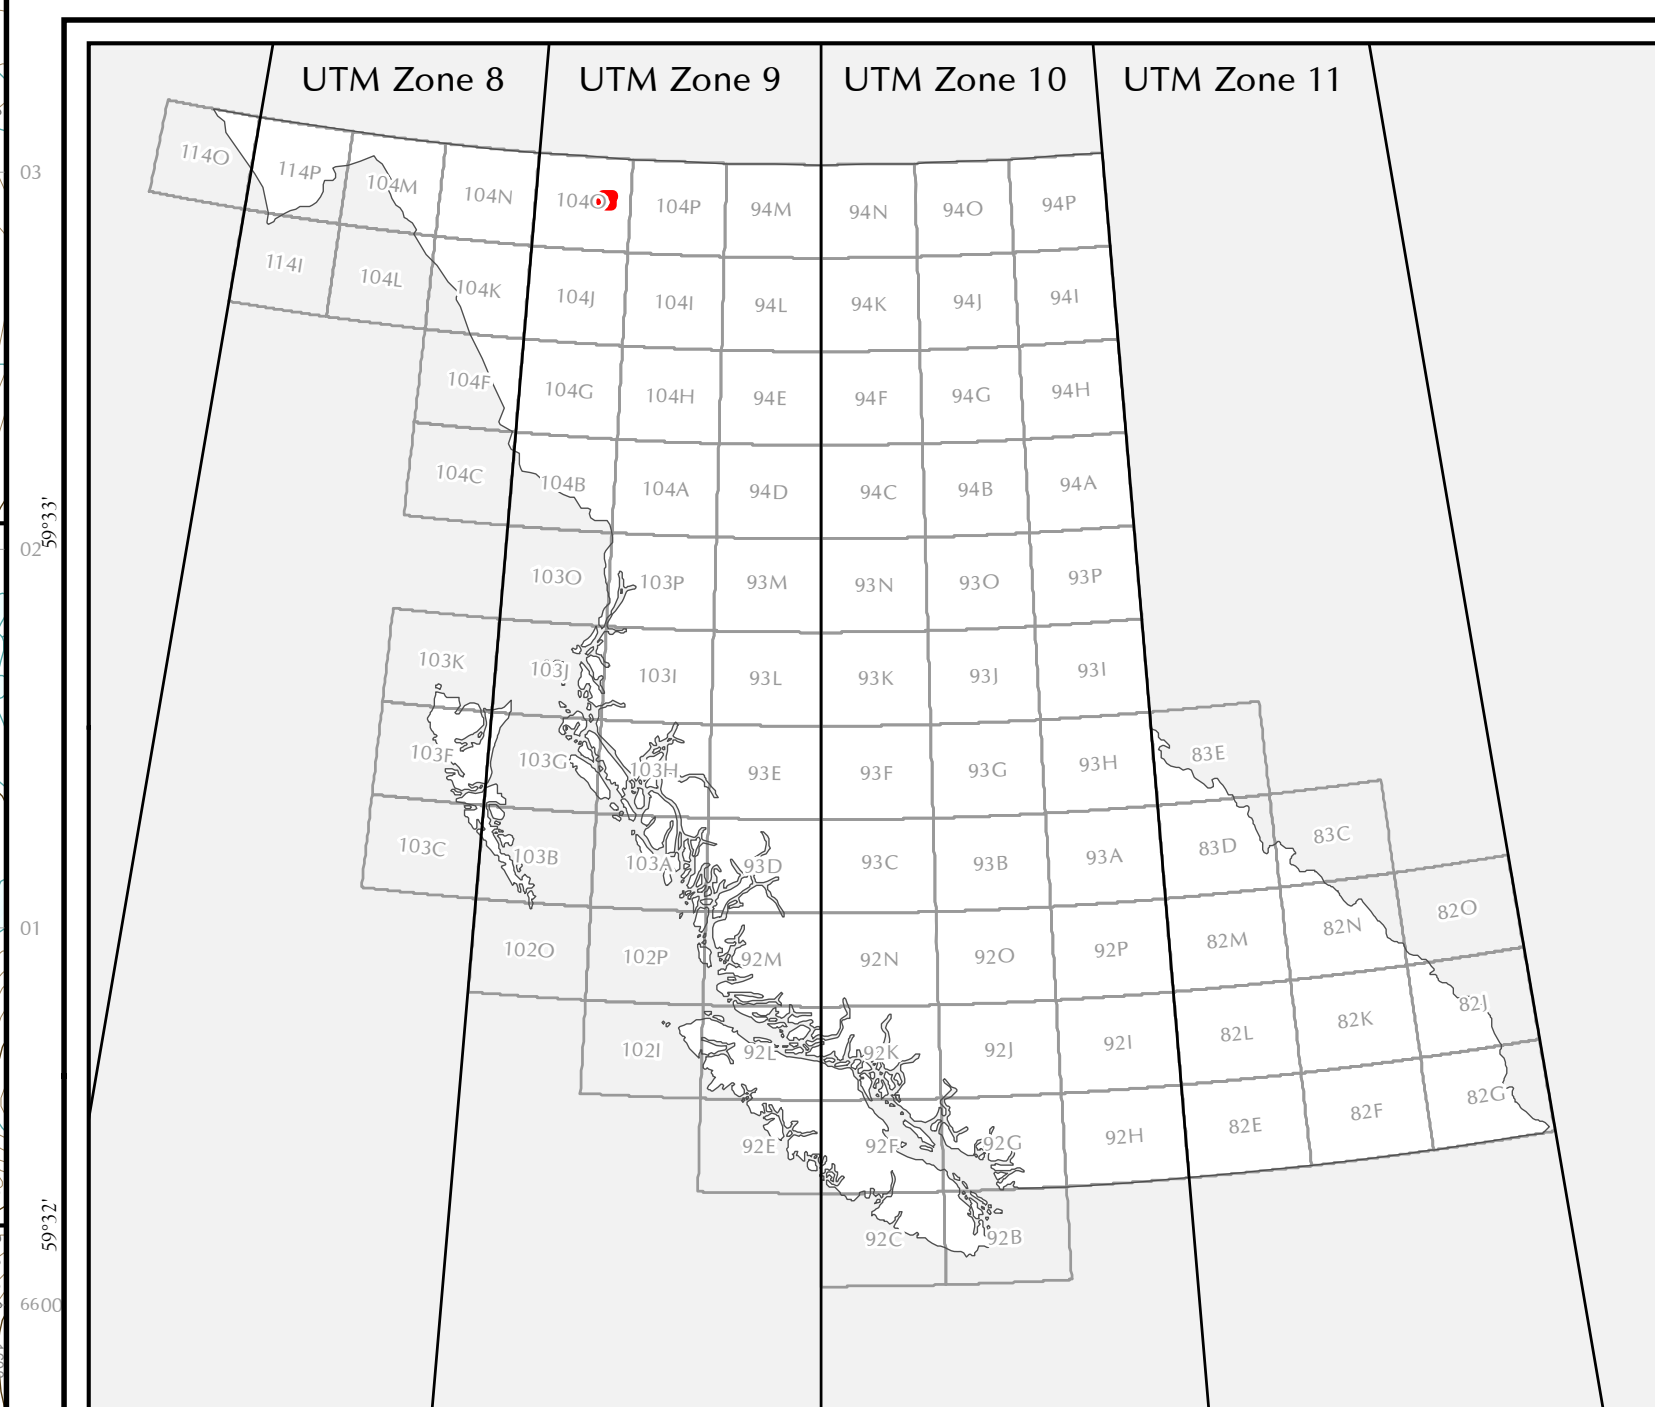 UTM Zone 8 UTM Zone 9 UTM Zone 10 UTM Zone 11
114O 114P 104M 104N 104O 104P 94M 94N 94O 94P
114I 104L 104K 104J 104I 94L 94K 94J 94I
104F 104G 104H 94E 94F 94G 94H
104C 104B 104A 94D 94C 94B 94A
103O 103P 93M 93N 93O 93P
103K 103J 103I 93L 93K 93J 93I
103F 103G 103H 93E 93F 93G 93H 83E
103C 103B 103A 93D 93C 93B 93A 83D 83C
102O 102P 92M 92N 92O 92P 82M 82N 82O
102I 92L 92K 92J 92I 82L 82K 82J
92E 92F 92G 92H 82E 82F 82G
92C 92B
03
59°33'
02
01
59°32'
6600